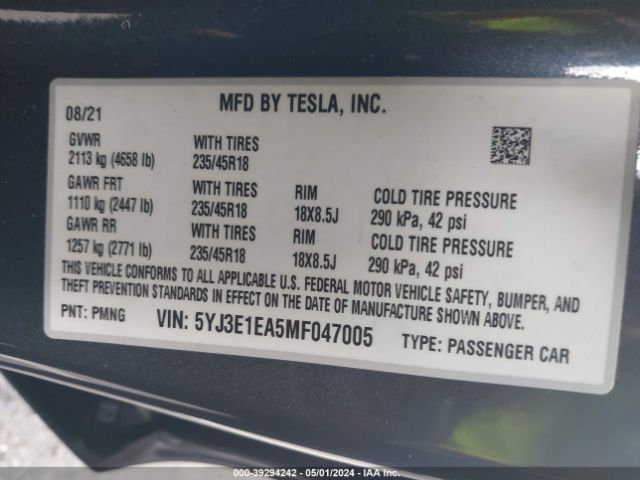 MFD BY TESLA, INC.
08/21
GVWR WITH TIRES
2113 kg (4658 lb) 235/45R18
GAWR FRT WITH TIRES RIM COLD TIRE PRESSURE
1110 kg (2447 lb) 235/45R18 18X8.5J 290 kPa, 42 psi
GAWR RR WITH TIRES RIM COLD TIRE PRESSURE
1257 kg (2771 lb) 235/45R18 18X8.5J 290 kPa, 42 psi
THIS VEHICLE CONFORMS TO ALL APPLICABLE U.S. FEDERAL MOTOR VEHICLE SAFETY, BUMPER, AND
THEFT PREVENTION STANDARDS IN EFFECT ON THE DATE OF MANUFACTURE SHOWN ABOVE.
PNT: PMNG VIN: 5YJ3E1EA5MF047005 TYPE: PASSENGER CAR
000-39294242 - 05/01/2024 - IAA Inc.